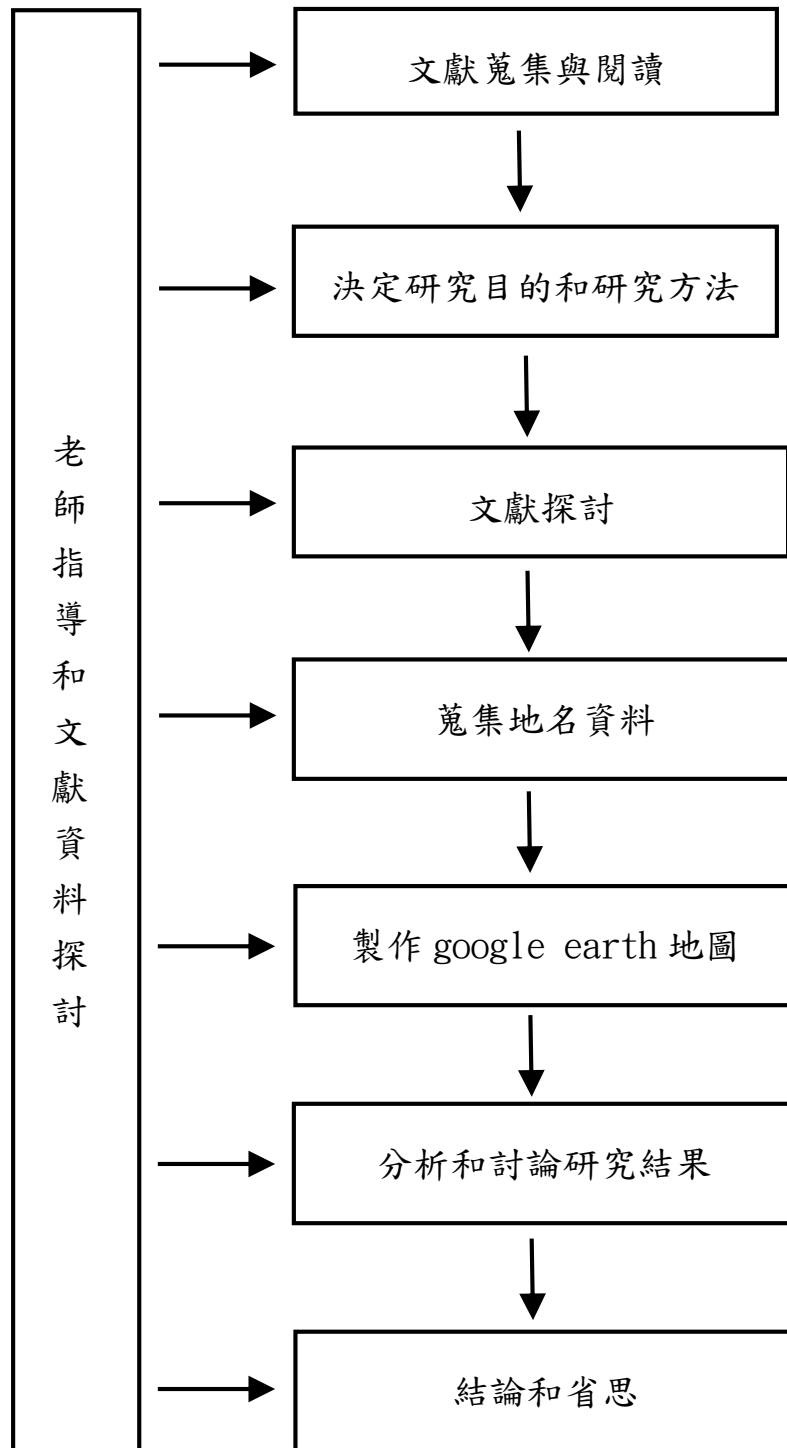 老師指導和文獻資料探討
文獻蒐集與閱讀
決定研究目的和研究方法
文獻探討
蒐集地名資料
製作 google earth 地圖
分析和討論研究結果
結論和省思